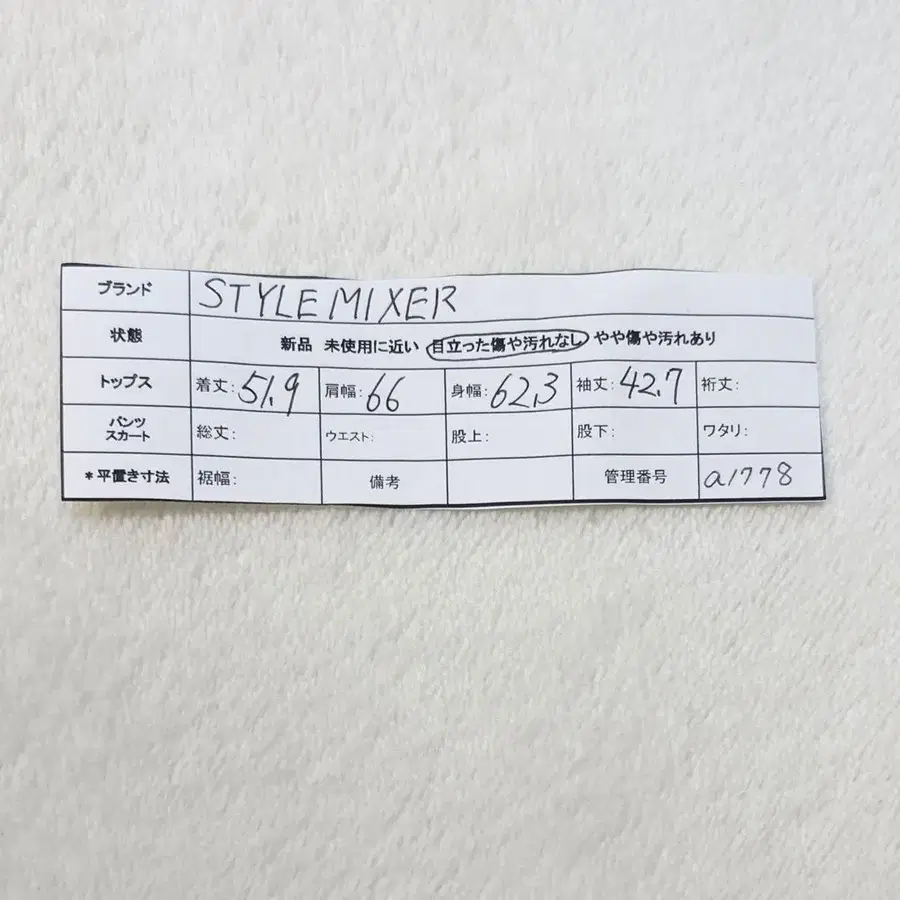 ブランド STYLE MIXER
状態 新品 未使用に近い 目立った傷や汚れなし やや傷や汚れあり
トップス 着丈:51.9 肩幅:66 身幅:62.3 袖丈:42.7 裄丈:
パンツ
スカート 総丈: ウエスト: 股上: 股下: ワタリ:
*平置き寸法 裾幅: 備考 管理番号 a1778